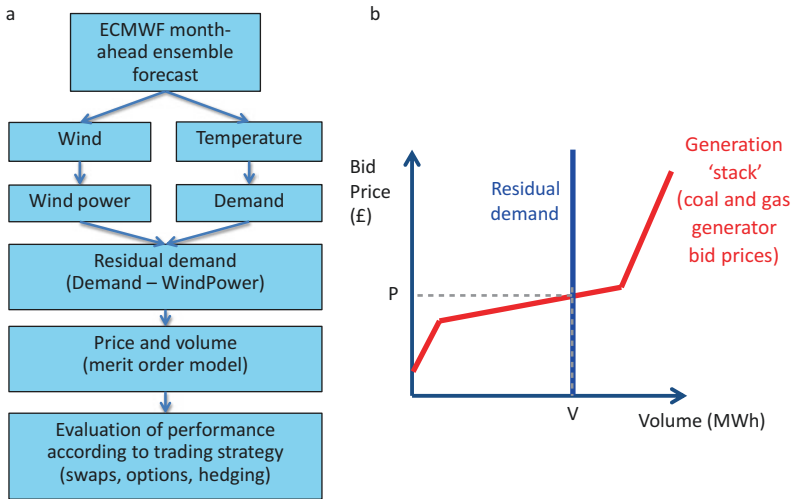 a
ECMWF month-
ahead ensemble
forecast
Wind
Temperature
Wind power
Demand
Residual demand
(Demand – WindPower)
Price and volume
(merit order model)
Evaluation of performance
according to trading strategy
(swaps, options, hedging)
b
Bid
Price
(£)
Residual
demand
Generation
‘stack’
(coal and gas
generator
bid prices)
P
V
Volume (MWh)